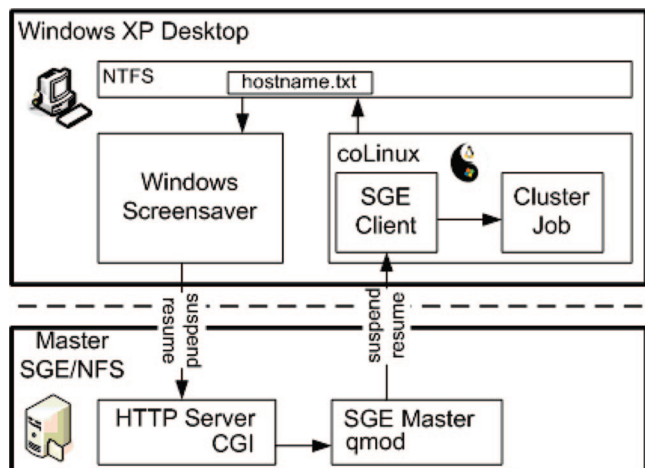 Windows XP Desktop
NTFS
hostname.txt
Windows
Screensaver
coLinux
SGE
Client
Cluster
Job
suspend
resume
suspend
resume
Master
SGE/NFS
HTTP Server
CGI
SGE Master
qmod